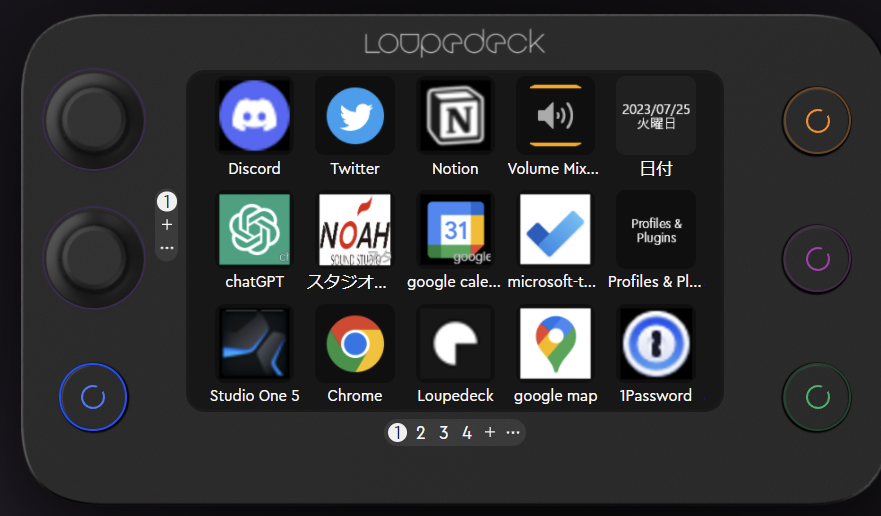 Loupedeck
2023/07/25
火曜日
Discord
Twitter
Notion
Volume Mix...
日付
31
NOAH
SOUND STUDIO
google
Profiles &
Plugins
chatGPT
スタジオ...
google cale...
microsoft-t...
Profiles & Pl...
1
+
...
Studio One 5
Chrome
Loupedeck
google map
1Password
1 2 3 4 + ...